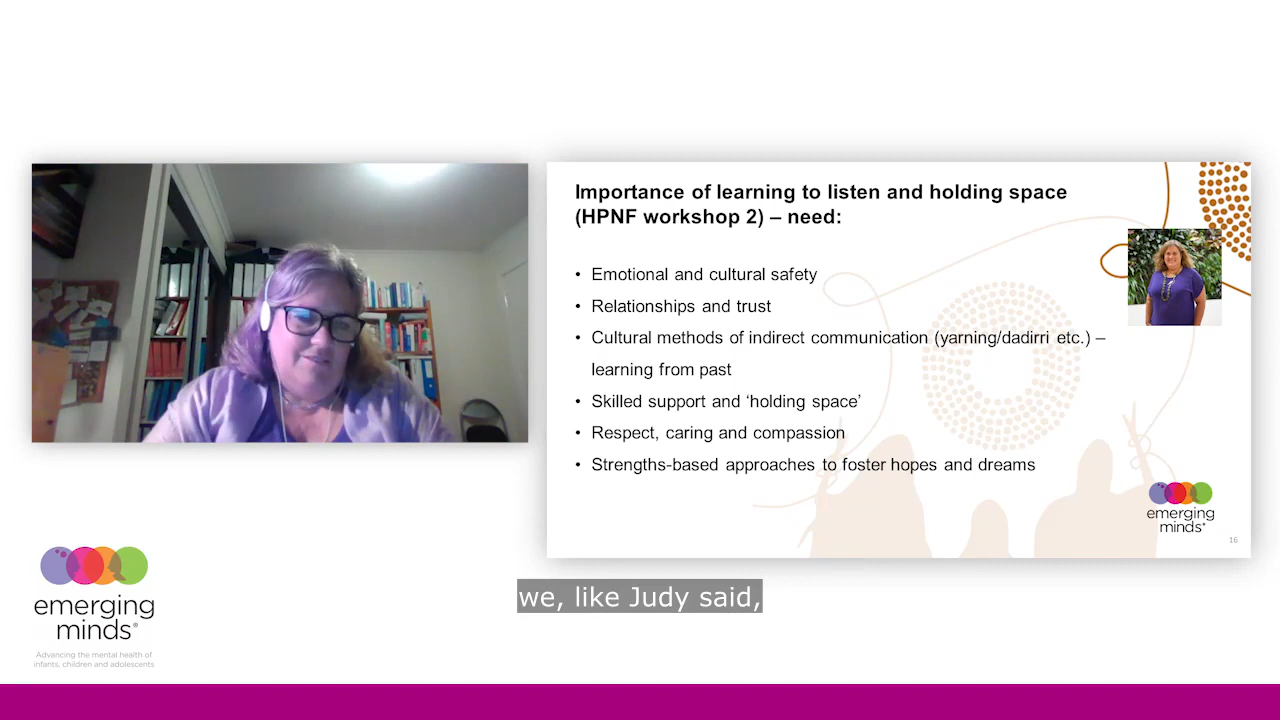 Importance of learning to listen and holding space
(HPNF workshop 2) – need:
• Emotional and cultural safety
• Relationships and trust
• Cultural methods of indirect communication (yarning/dadirri etc.) –
learning from past
• Skilled support and ‘holding space’
• Respect, caring and compassion
• Strengths-based approaches to foster hopes and dreams
emerging
minds®
16
we, like Judy said,
emerging
minds®
Advancing the mental health of
infants, children and adolescents